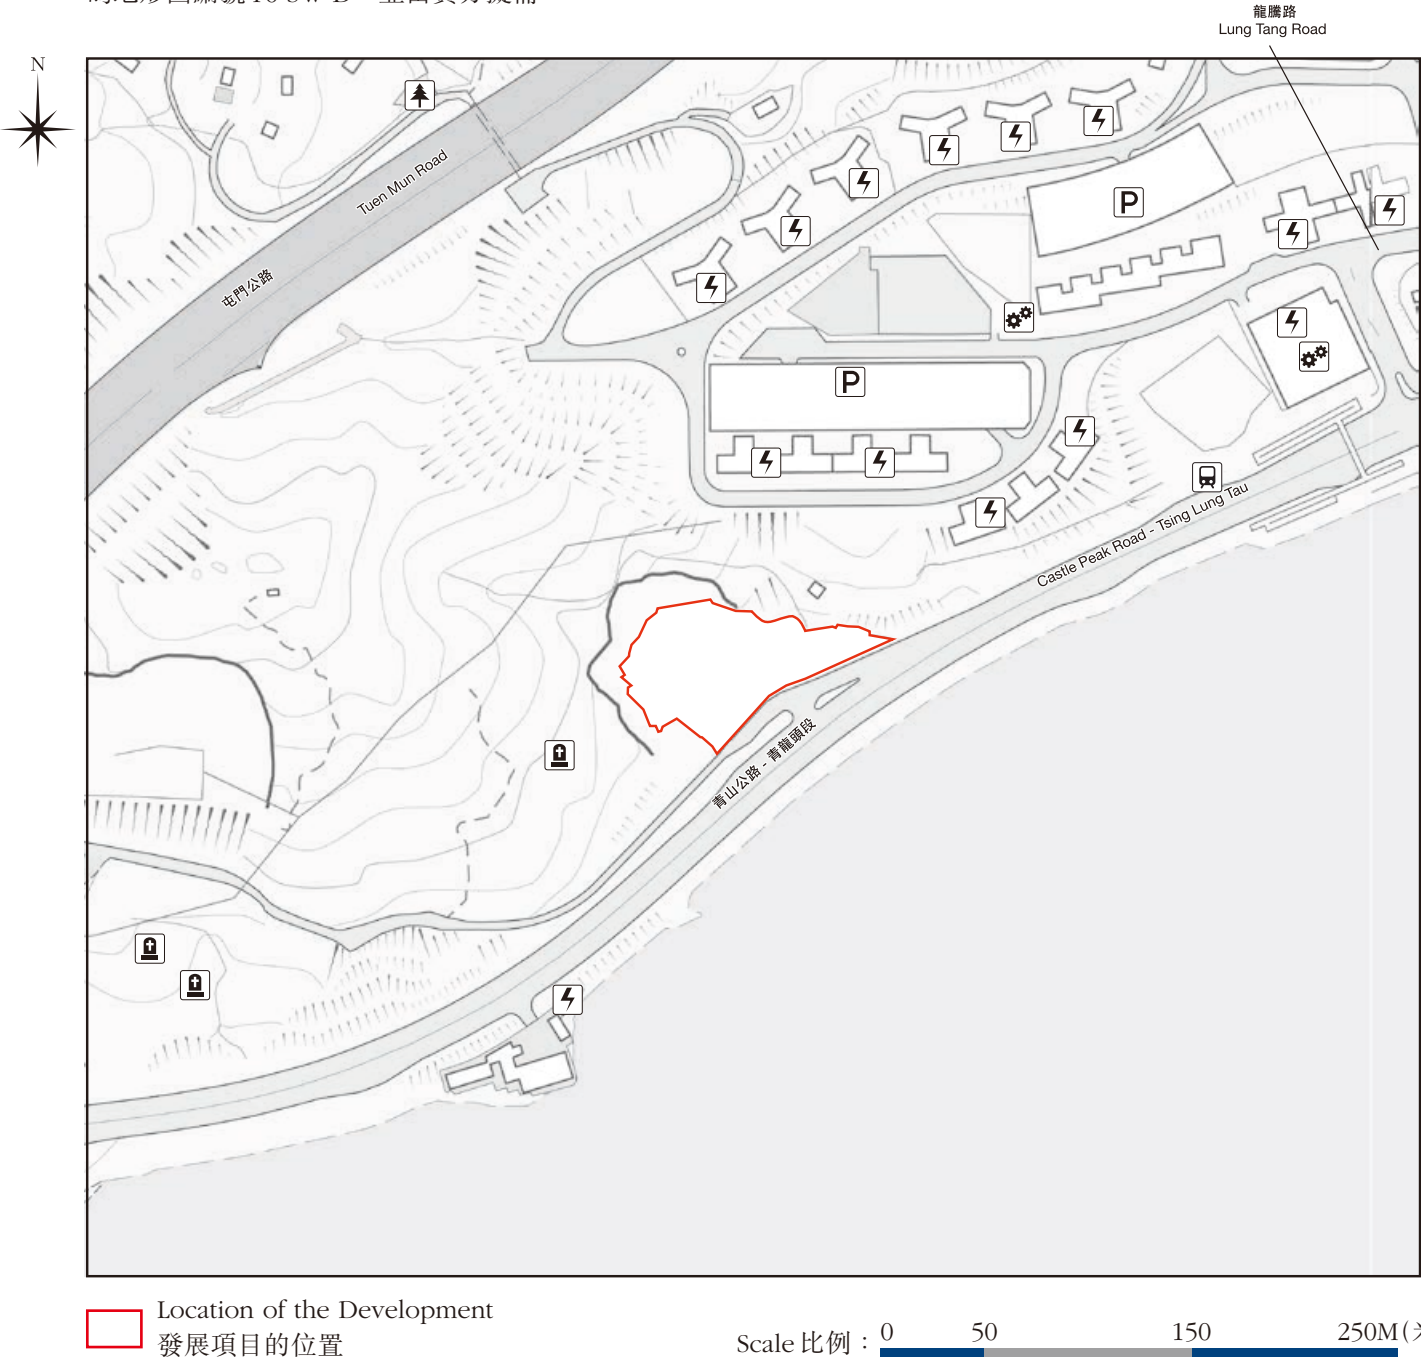 龍騰路
Lung Tang Road
N
Tuen Mun Road
屯門公路
P
P
Castle Peak Road - Tsing Lung Tau
青山公路 - 青龍頭段
Location of the Development
發展項目的位置
Scale 比例 : 0 50 150 250M